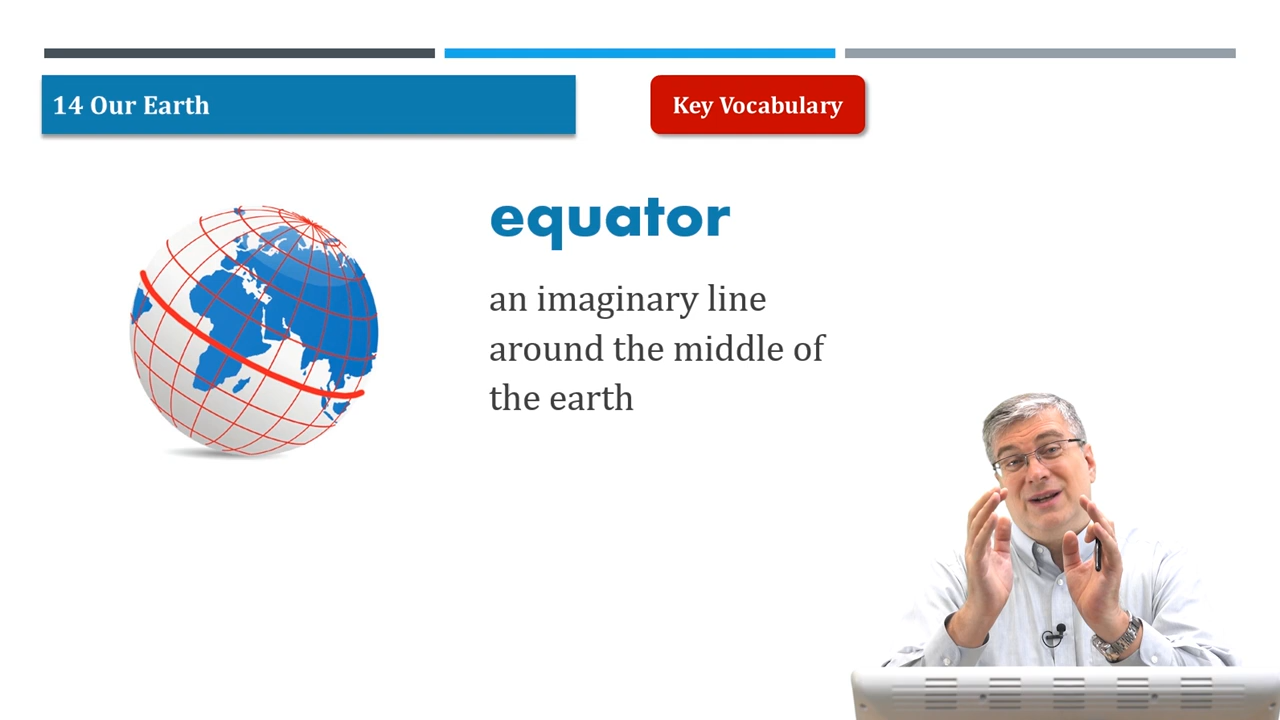 14 Our Earth
Key Vocabulary
equator
an imaginary line
around the middle of
the earth